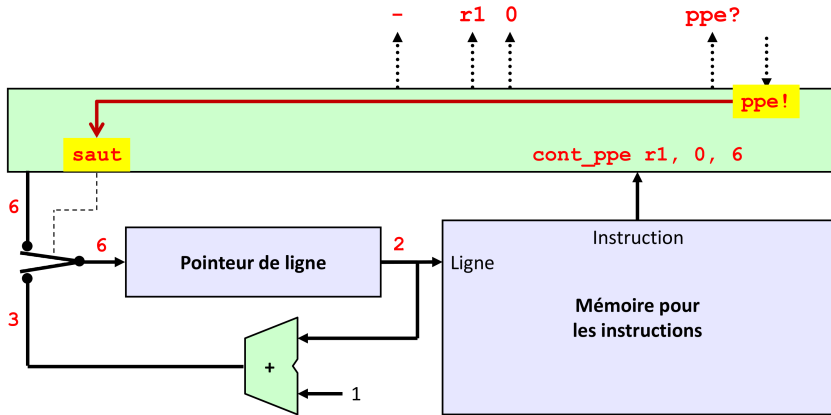 - r1 0 ppe?
ppe!
saut
cont_ppe r1, 0, 6
6
6
2
Instruction
Pointeur de ligne
Ligne
Mémoire pour
les instructions
3
+
1